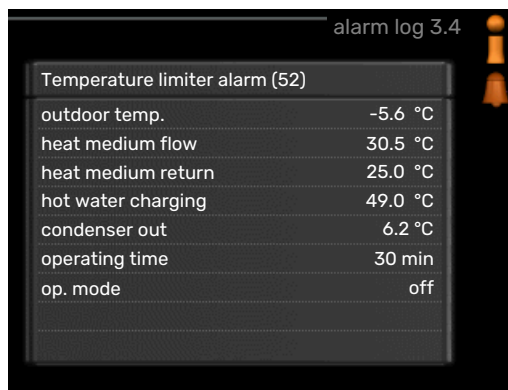 alarm log 3.4
Temperature limiter alarm (52)
outdoor temp. -5.6 °C
heat medium flow 30.5 °C
heat medium return 25.0 °C
hot water charging 49.0 °C
condenser out 6.2 °C
operating time 30 min
op. mode off